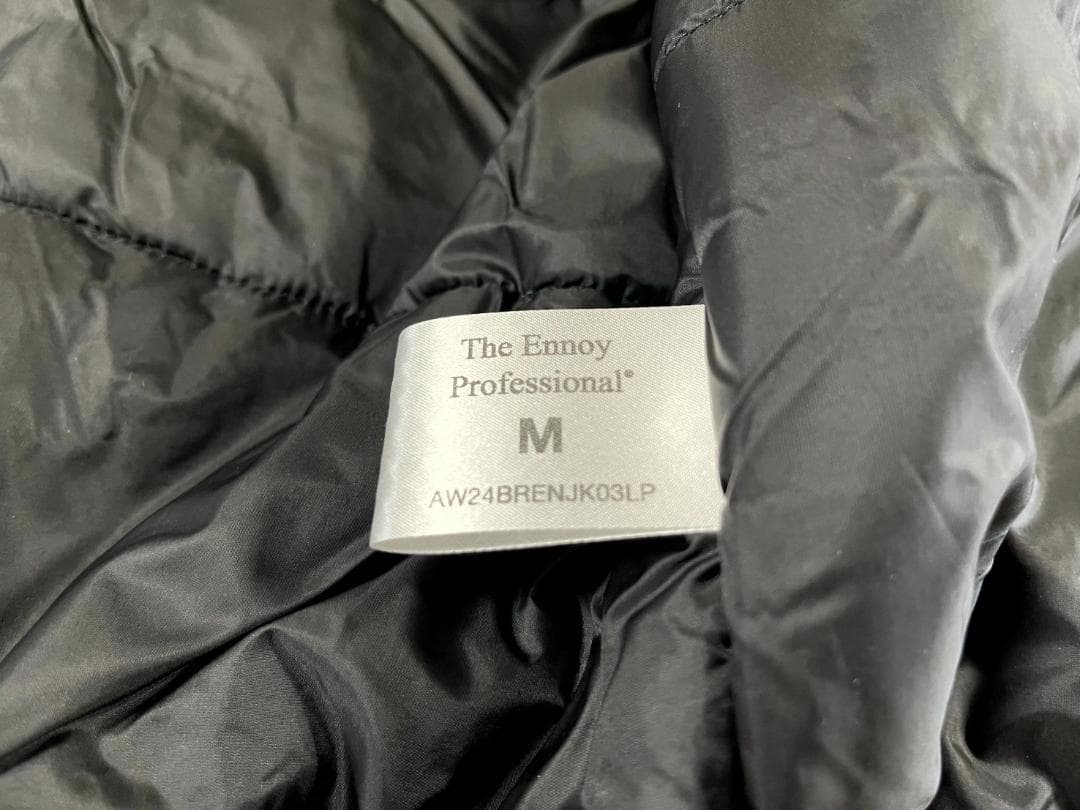 The Ennoy
Professional®
M
AW24BRENJK03LP